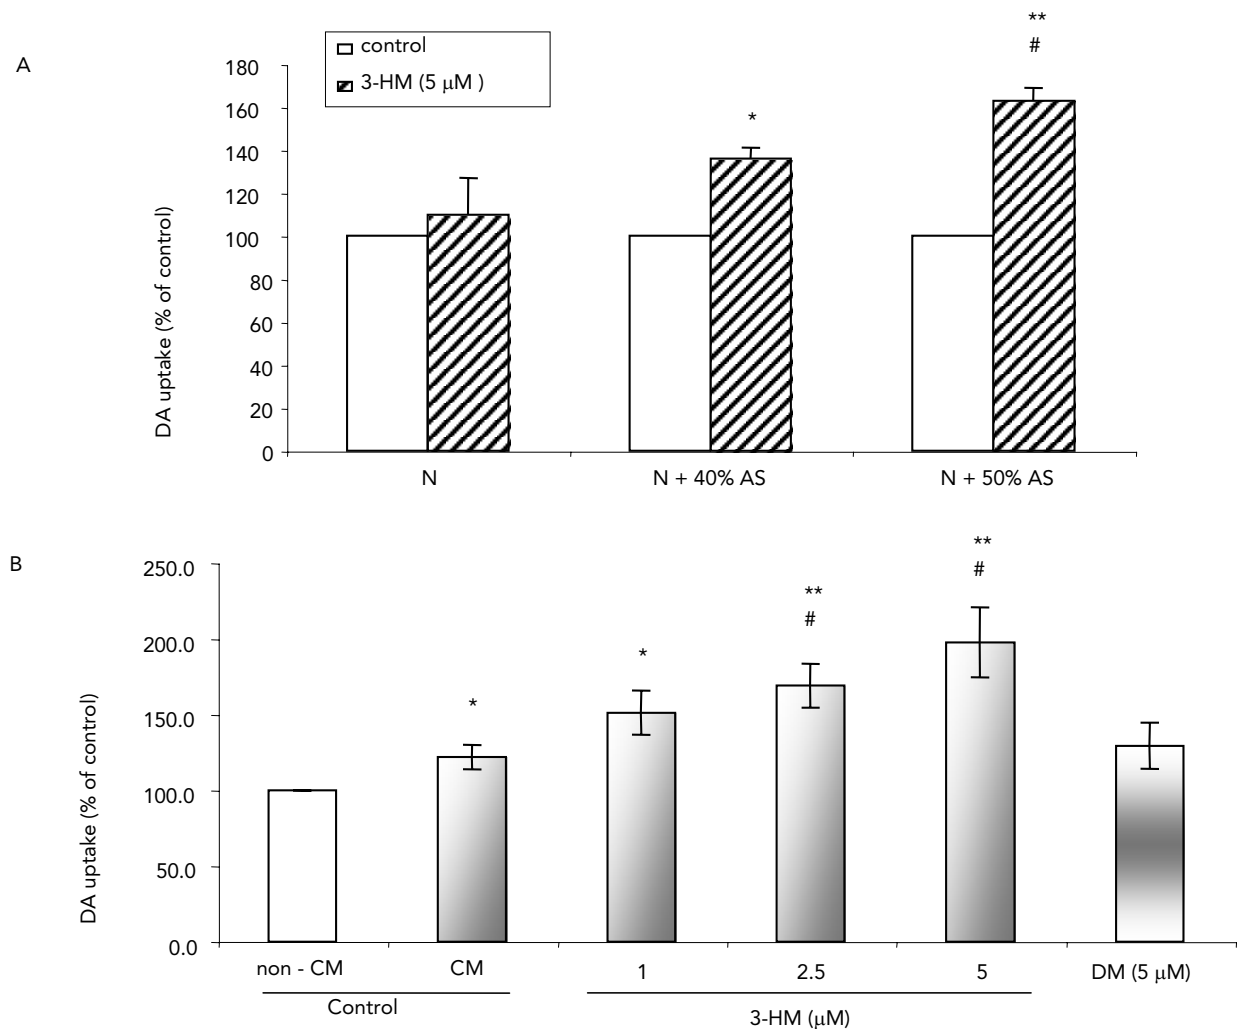 A
control
3-HM (5 μM )
**
#
*
180
160
140
120
100
80
60
40
20
0
DA uptake (% of control)
N
N + 40% AS
N + 50% AS
B
**
#
**
#
*
*
250.0
200.0
150.0
100.0
50.0
0.0
DA uptake (% of control)
non - CM
CM
1
2.5
5
DM (5 μM)
Control
3-HM (μM)